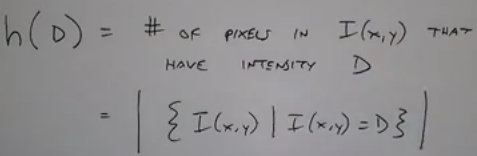 h(D) = # OF PIXELS IN I(x,y) THAT
HAVE INTENSITY D
= | { I(x,y) | I(x,y) = D } |